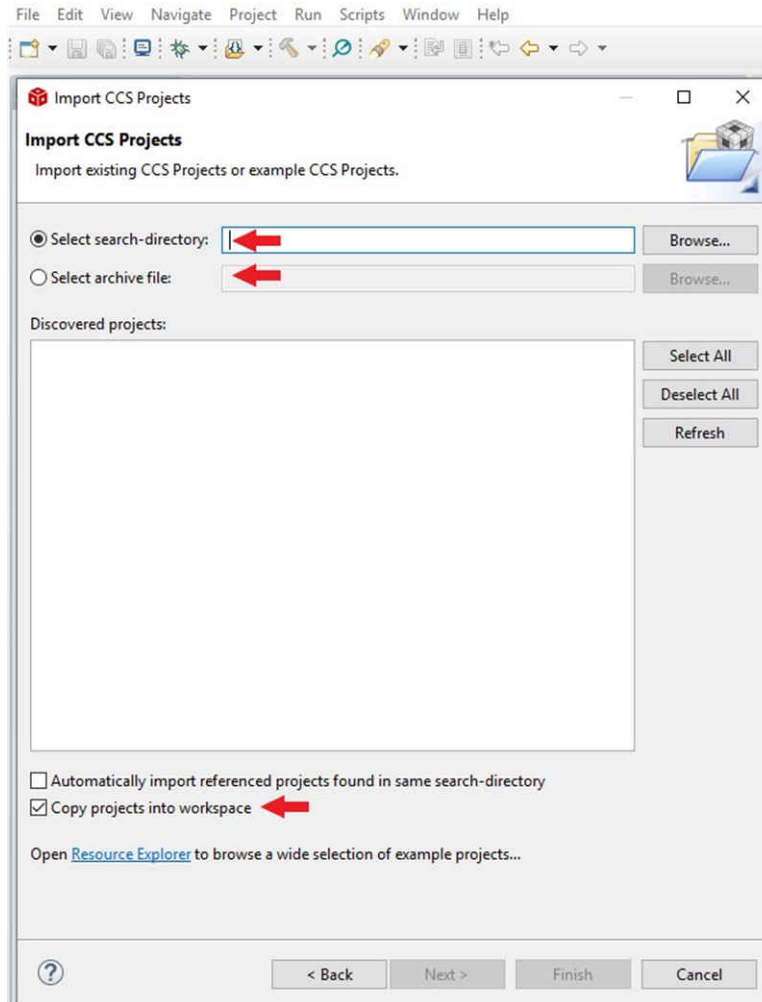 File Edit View Navigate Project Run Scripts Window Help
Import CCS Projects
Import CCS Projects
Import existing CCS Projects or example CCS Projects.
Select search-directory: Browse...
Select archive file: Browse...
Discovered projects:
Select All
Deselect All
Refresh
Automatically import referenced projects found in same search-directory
Copy projects into workspace
Open Resource Explorer to browse a wide selection of example projects...
? < Back Next > Finish Cancel